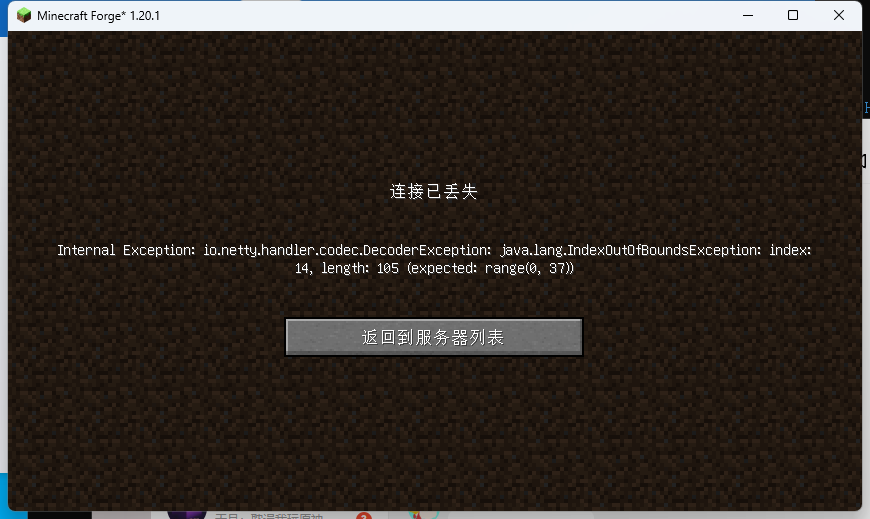 Minecraft Forge* 1.20.1
连接已丢失
Internal Exception: io.netty.handler.codec.DecoderException: java.lang.IndexOutOfBoundsException: index:
14, length: 105 (expected: range(0, 37))
返回到服务器列表